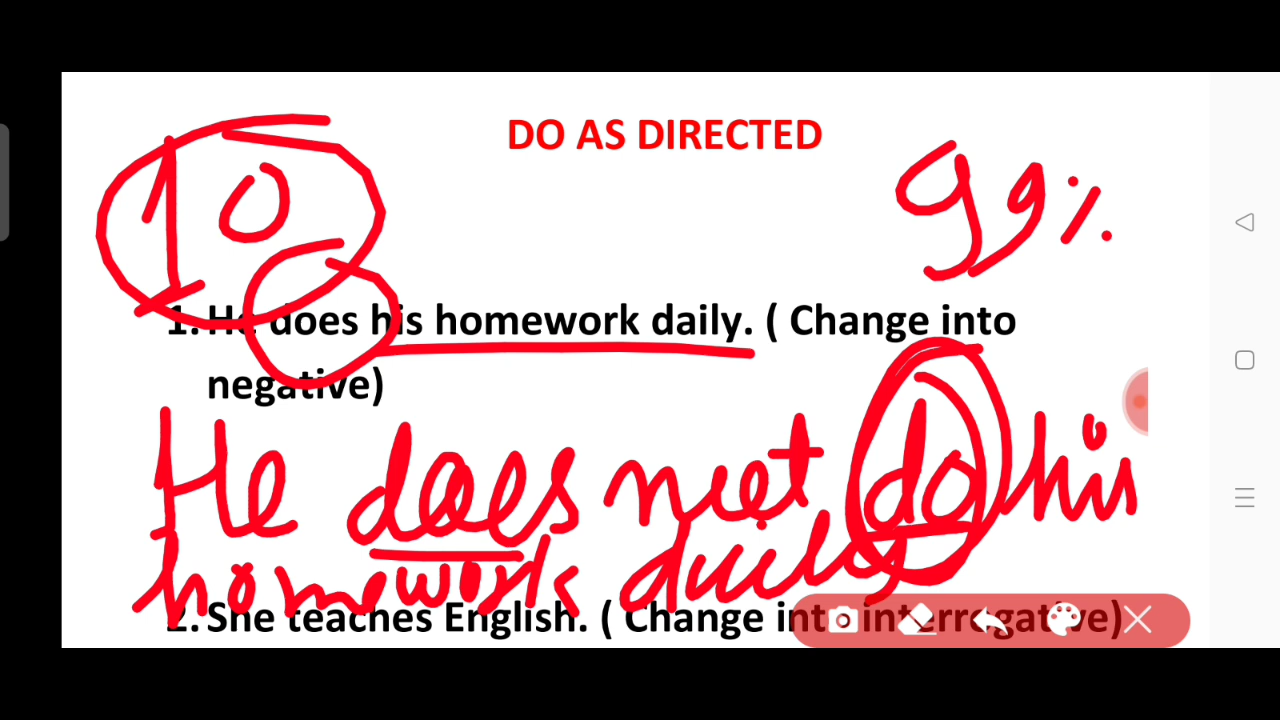 DO AS DIRECTED
10
99%.
1. He does his homework daily. ( Change into
negative)
He does not do his
homework daily
2. She teaches English. ( Change into interrogative)